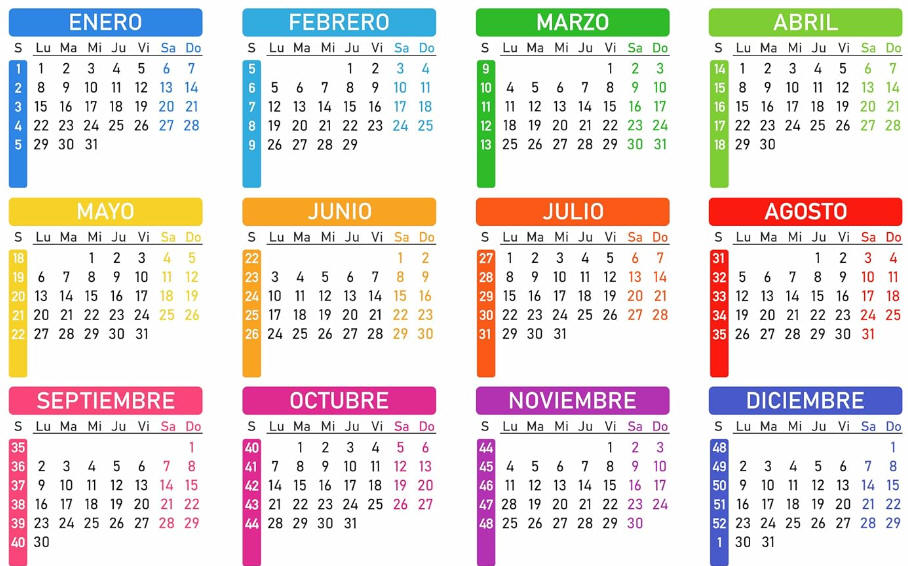 ENERO
S Lu Ma Mi Ju Vi Sa Do
1 1 2 3 4 5 6 7
2 8 9 10 11 12 13 14
3 15 16 17 18 19 20 21
4 22 23 24 25 26 27 28
5 29 30 31
FEBRERO
S Lu Ma Mi Ju Vi Sa Do
5 1 2 3 4
6 5 6 7 8 9 10 11
7 12 13 14 15 16 17 18
8 19 20 21 22 23 24 25
9 26 27 28 29
MARZO
S Lu Ma Mi Ju Vi Sa Do
9 1 2 3
10 4 5 6 7 8 9 10
11 11 12 13 14 15 16 17
12 18 19 20 21 22 23 24
13 25 26 27 28 29 30 31
ABRIL
S Lu Ma Mi Ju Vi Sa Do
14 1 2 3 4 5 6 7
15 8 9 10 11 12 13 14
16 15 16 17 18 19 20 21
17 22 23 24 25 26 27 28
18 29 30
MAYO
S Lu Ma Mi Ju Vi Sa Do
18 1 2 3 4 5
19 6 7 8 9 10 11 12
20 13 14 15 16 17 18 19
21 20 21 22 23 24 25 26
22 27 28 29 30 31
JUNIO
S Lu Ma Mi Ju Vi Sa Do
22 1 2
23 3 4 5 6 7 8 9
24 10 11 12 13 14 15 16
25 17 18 19 20 21 22 23
26 24 25 26 27 28 29 30
JULIO
S Lu Ma Mi Ju Vi Sa Do
27 1 2 3 4 5 6 7
28 8 9 10 11 12 13 14
29 15 16 17 18 19 20 21
30 22 23 24 25 26 27 28
31 29 30 31
AGOSTO
S Lu Ma Mi Ju Vi Sa Do
31 1 2 3 4
32 5 6 7 8 9 10 11
33 12 13 14 15 16 17 18
34 19 20 21 22 23 24 25
35 26 27 28 29 30 31
SEPTIEMBRE
S Lu Ma Mi Ju Vi Sa Do
35 1
36 2 3 4 5 6 7 8
37 9 10 11 12 13 14 15
38 16 17 18 19 20 21 22
39 23 24 25 26 27 28 29
40 30
OCTUBRE
S Lu Ma Mi Ju Vi Sa Do
40 1 2 3 4 5 6
41 7 8 9 10 11 12 13
42 14 15 16 17 18 19 20
43 21 22 23 24 25 26 27
44 28 29 30 31
NOVIEMBRE
S Lu Ma Mi Ju Vi Sa Do
44 1 2 3
45 4 5 6 7 8 9 10
46 11 12 13 14 15 16 17
47 28 19 20 21 22 23 24
48 25 26 27 28 29 30
DICIEMBRE
S Lu Ma Mi Ju Vi Sa Do
48 1
49 2 3 4 5 6 7 8
50 9 10 11 12 13 14 15
51 16 17 18 19 20 21 22
52 23 24 25 26 27 28 29
1 30 31